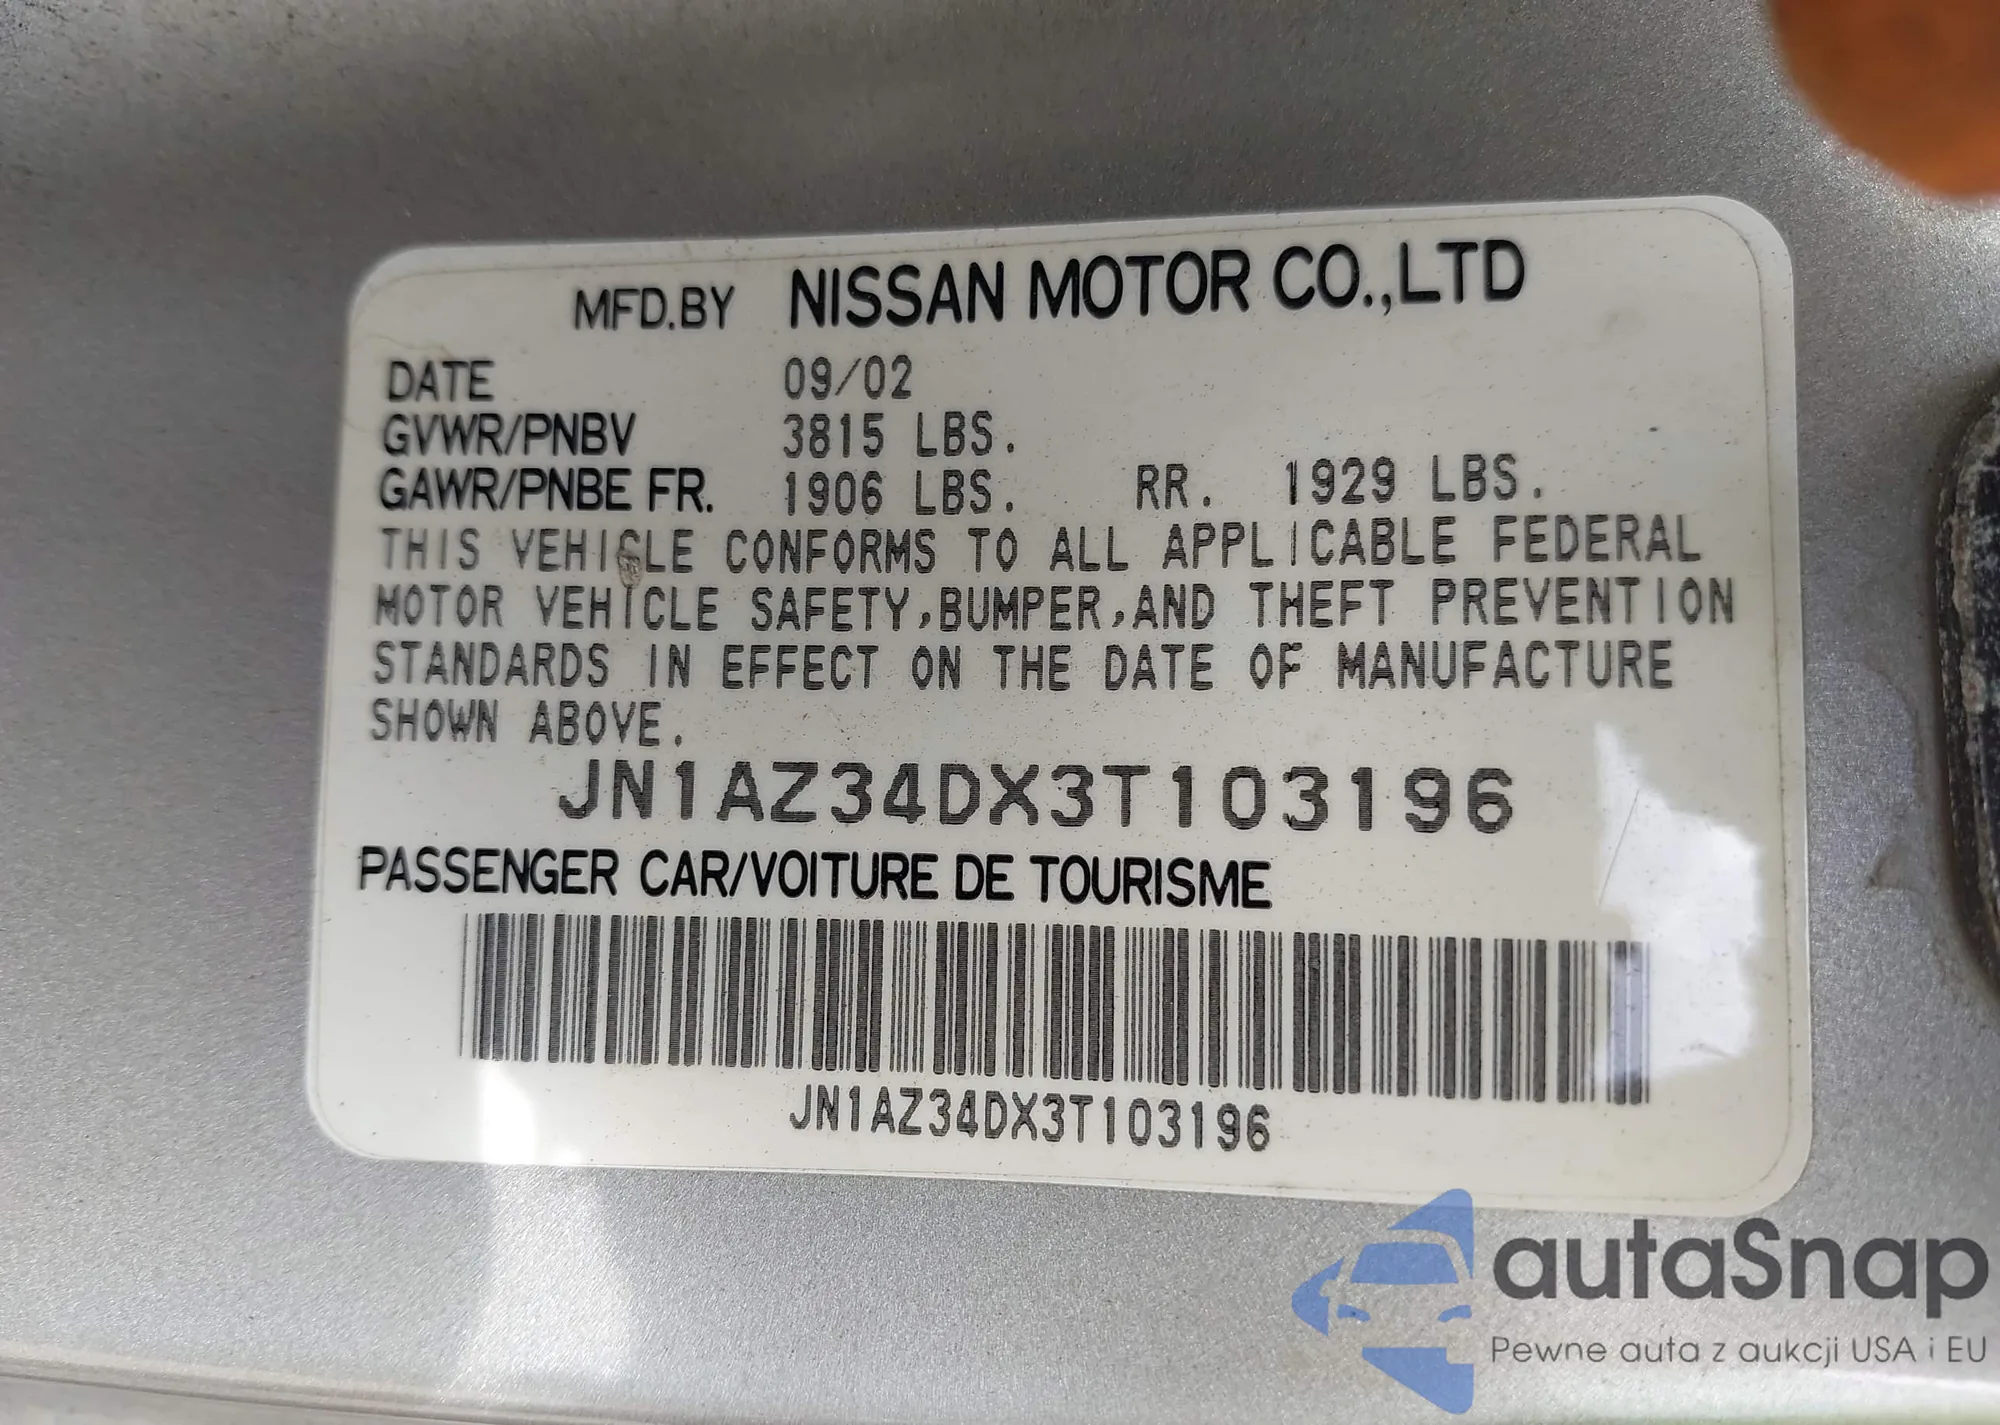 MFD.BY NISSAN MOTOR CO.,LTD
DATE 09/02
GVWR/PNBV 3815 LBS.
GAWR/PNBE FR. 1906 LBS. RR. 1929 LBS.
THIS VEHICLE CONFORMS TO ALL APPLICABLE FEDERAL
MOTOR VEHICLE SAFETY,BUMPER,AND THEFT PREVENTION
STANDARDS IN EFFECT ON THE DATE OF MANUFACTURE
SHOWN ABOVE.
JN1AZ34DX3T103196
PASSENGER CAR/VOITURE DE TOURISME
JN1AZ34DX3T103196
autaSnap
Pewne auta z aukcji USA i EU